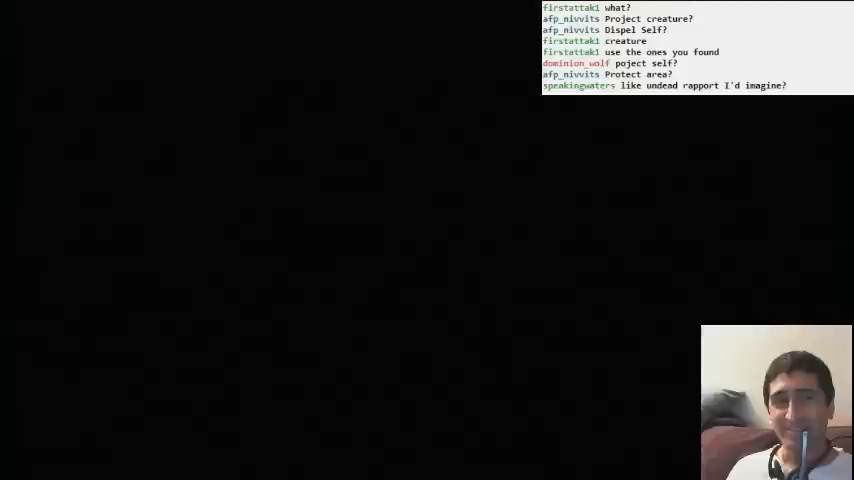 firstattak1 what?
afp_nivvits Project creature?
afp_nivvits Dispel Self?
firstattak1 creature
firstattak1 use the ones you found
dominion_wolf poject self?
afp_nivvits Protect area?
speakingwaters like undead rapport I'd imagine?